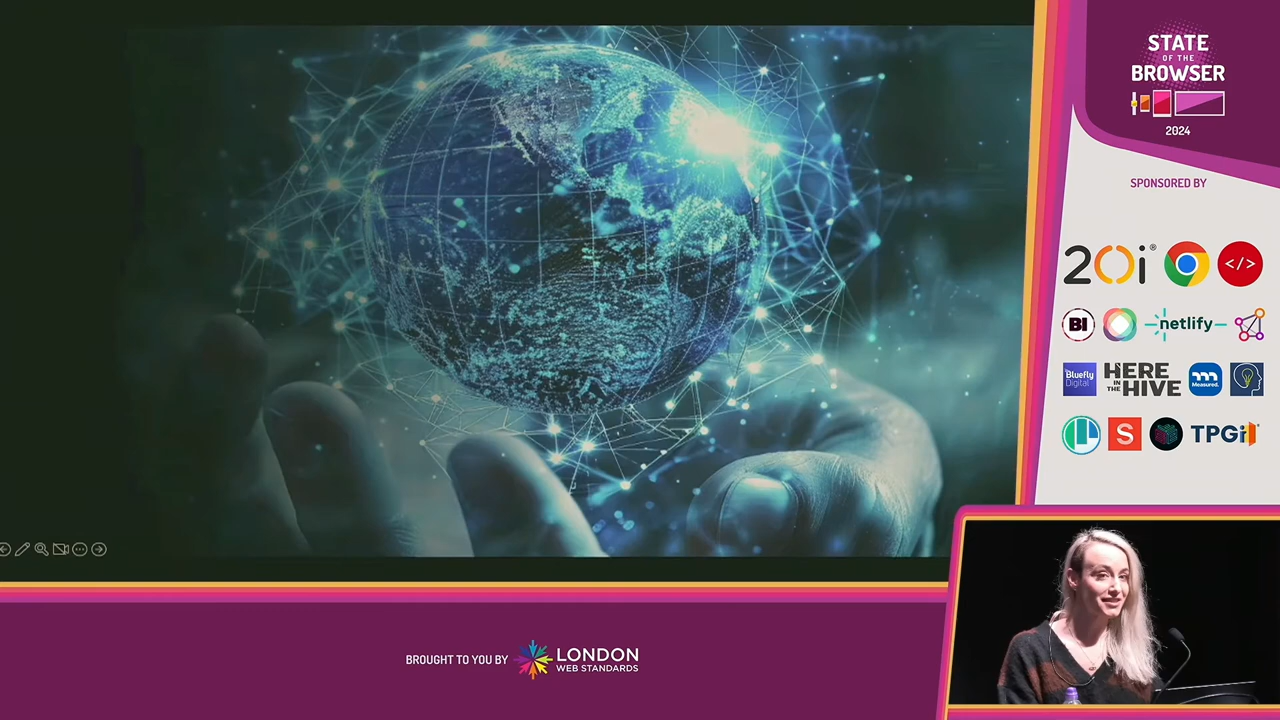 STATE
OF THE
BROWSER
2024
SPONSORED BY
20i®
</>
BI
netlify
Bluefly
Digital
HERE
IN THE
HIVE
Measured.
S
TPGi
BROUGHT TO YOU BY
LONDON
WEB STANDARDS